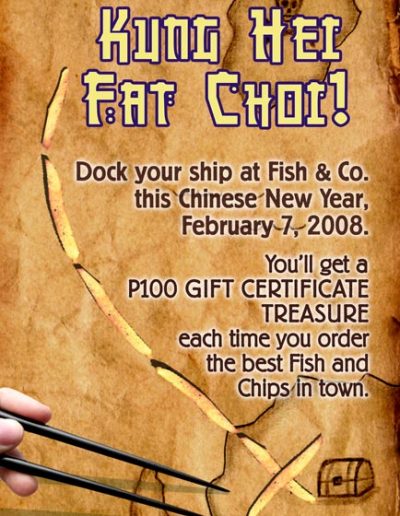 Kung Hei
Fat Choi!
Dock your ship at Fish & Co.
this Chinese New Year,
February 7, 2008.
You'll get a
P100 GIFT CERTIFICATE
TREASURE
each time you order
the best Fish and
Chips in town.